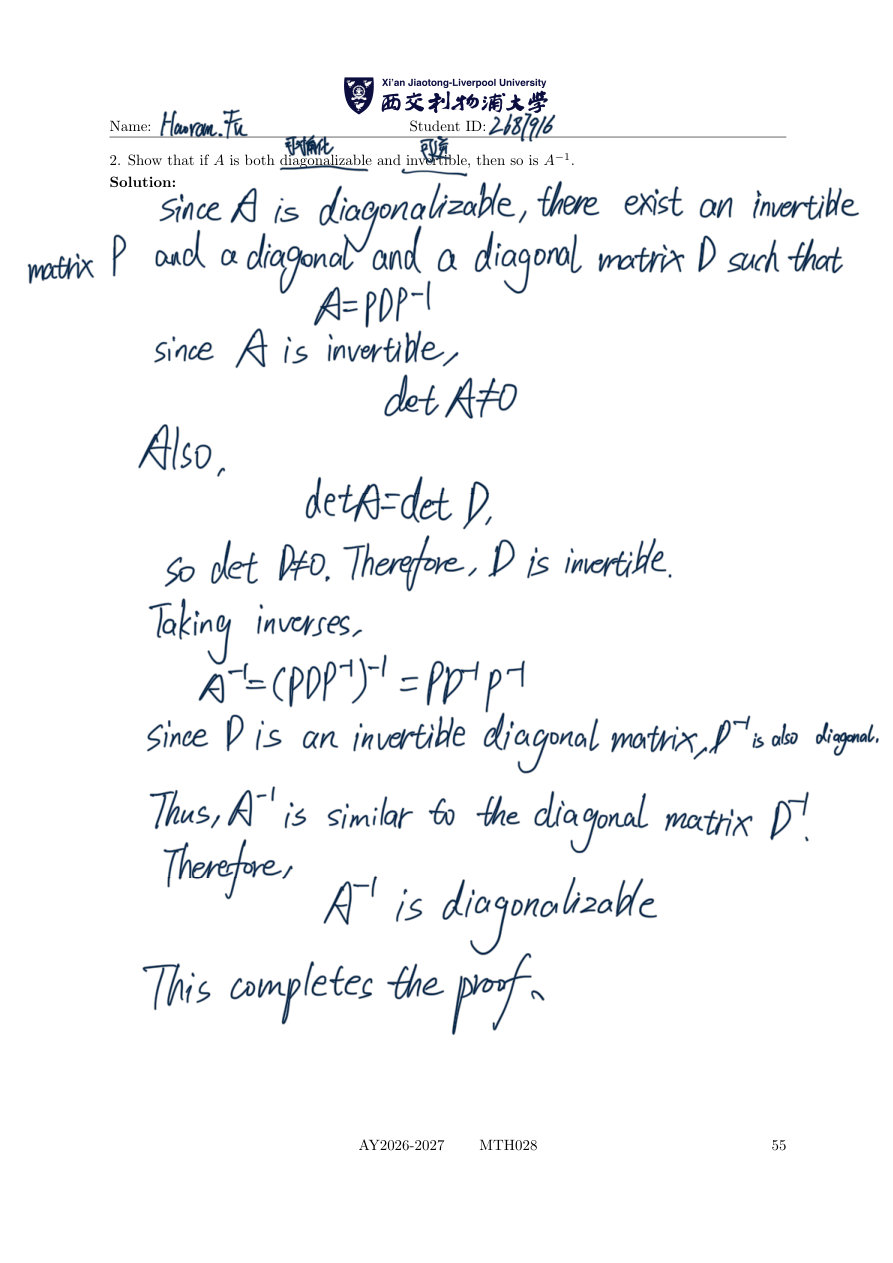 Xi'an Jiaotong-Liverpool University
西交利物浦大学
Name: Haoran.Fu Student ID: 2687916
可对角化 可逆
2. Show that if A is both diagonalizable and invertible, then so is A⁻¹.
Solution:
Since A is diagonalizable, there exist an invertible
matrix P and a diagonal and a diagonal matrix D such that
A=PDP⁻¹
since A is invertible,
det A≠0
Also,
detA=det D,
so det D≠0. Therefore, D is invertible.
Taking inverses,
A⁻¹=(PDP⁻¹)⁻¹=PD⁻¹P⁻¹
Since D is an invertible diagonal matrix, D⁻¹ is also diagonal.
Thus, A⁻¹ is similar to the diagonal matrix D⁻¹.
Therefore,
A⁻¹ is diagonalizable
This completes the proof.
AY2026-2027 MTH028 55